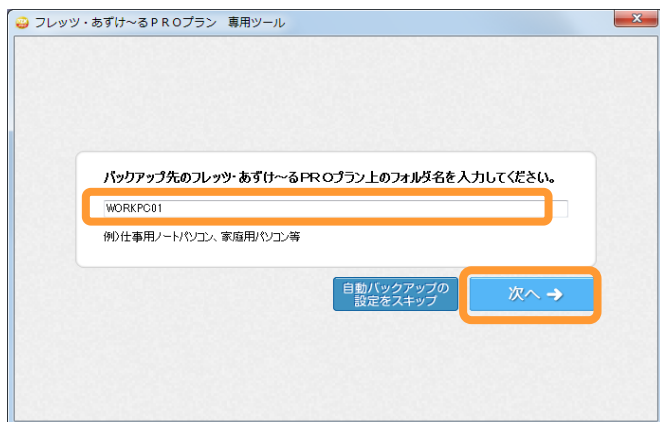 フレッツ・あずけ～るＰＲＯプラン　専用ツール
バックアップ先のフレッツ・あずけ～るＰＲＯプラン上のフォルダ名を入力してください。
WORKPC01
例)仕事用ノートパソコン、家庭用パソコン等
自動バックアップの
設定をスキップ
次へ ➔